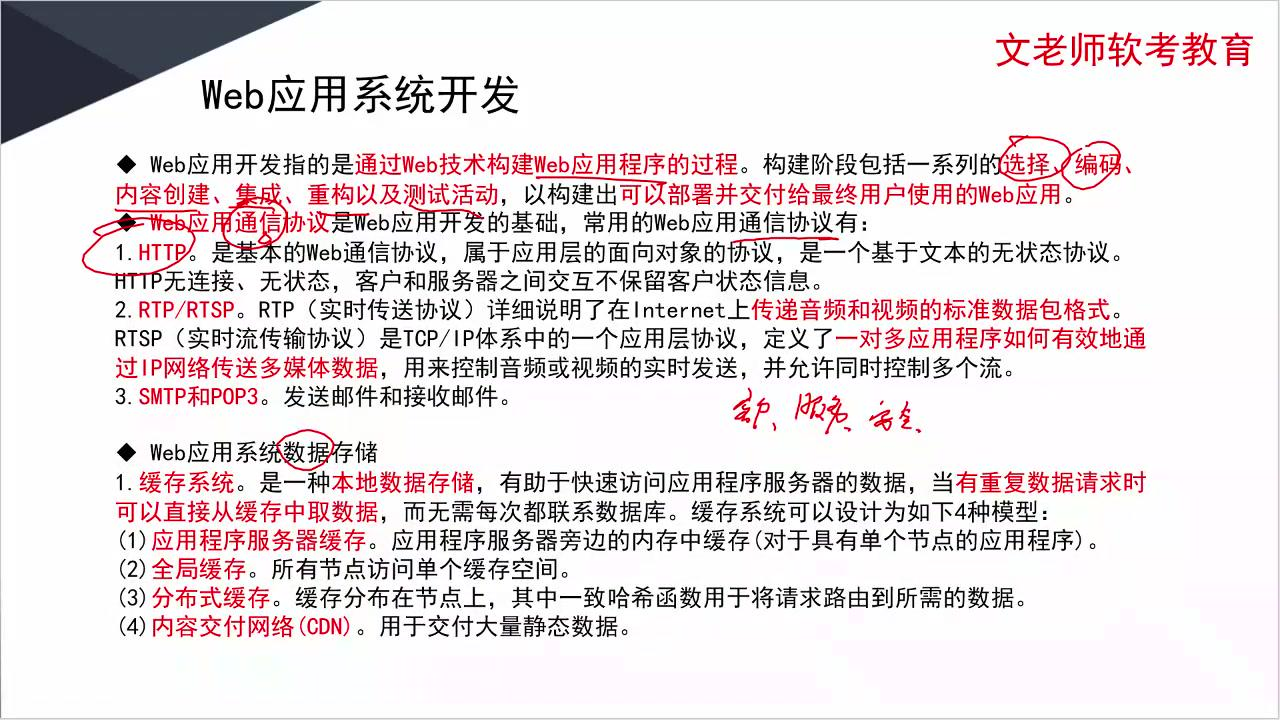 文老师软考教育
Web应用系统开发
◆ Web应用开发指的是通过Web技术构建Web应用程序的过程。构建阶段包括一系列的选择、编码、
内容创建、集成、重构以及测试活动，以构建出可以部署并交付给最终用户使用的Web应用。
◆ Web应用通信协议是Web应用开发的基础，常用的Web应用通信协议有：
1.HTTP。是基本的Web通信协议，属于应用层的面向对象的协议，是一个基于文本的无状态协议。
HTTP无连接、无状态，客户和服务器之间交互不保留客户状态信息。
2.RTP/RTSP。RTP（实时传送协议）详细说明了在Internet上传递音频和视频的标准数据包格式。
RTSP（实时流传输协议）是TCP/IP体系中的一个应用层协议，定义了一对多应用程序如何有效地通
过IP网络传送多媒体数据，用来控制音频或视频的实时发送，并允许同时控制多个流。
3.SMTP和POP3。发送邮件和接收邮件。
服务、安全、
◆ Web应用系统数据存储
1.缓存系统。是一种本地数据存储，有助于快速访问应用程序服务器的数据，当有重复数据请求时
可以直接从缓存中取数据，而无需每次都联系数据库。缓存系统可以设计为如下4种模型：
(1)应用程序服务器缓存。应用程序服务器旁边的内存中缓存(对于具有单个节点的应用程序)。
(2)全局缓存。所有节点访问单个缓存空间。
(3)分布式缓存。缓存分布在节点上，其中一致哈希函数用于将请求路由到所需的数据。
(4)内容交付网络(CDN)。用于交付大量静态数据。